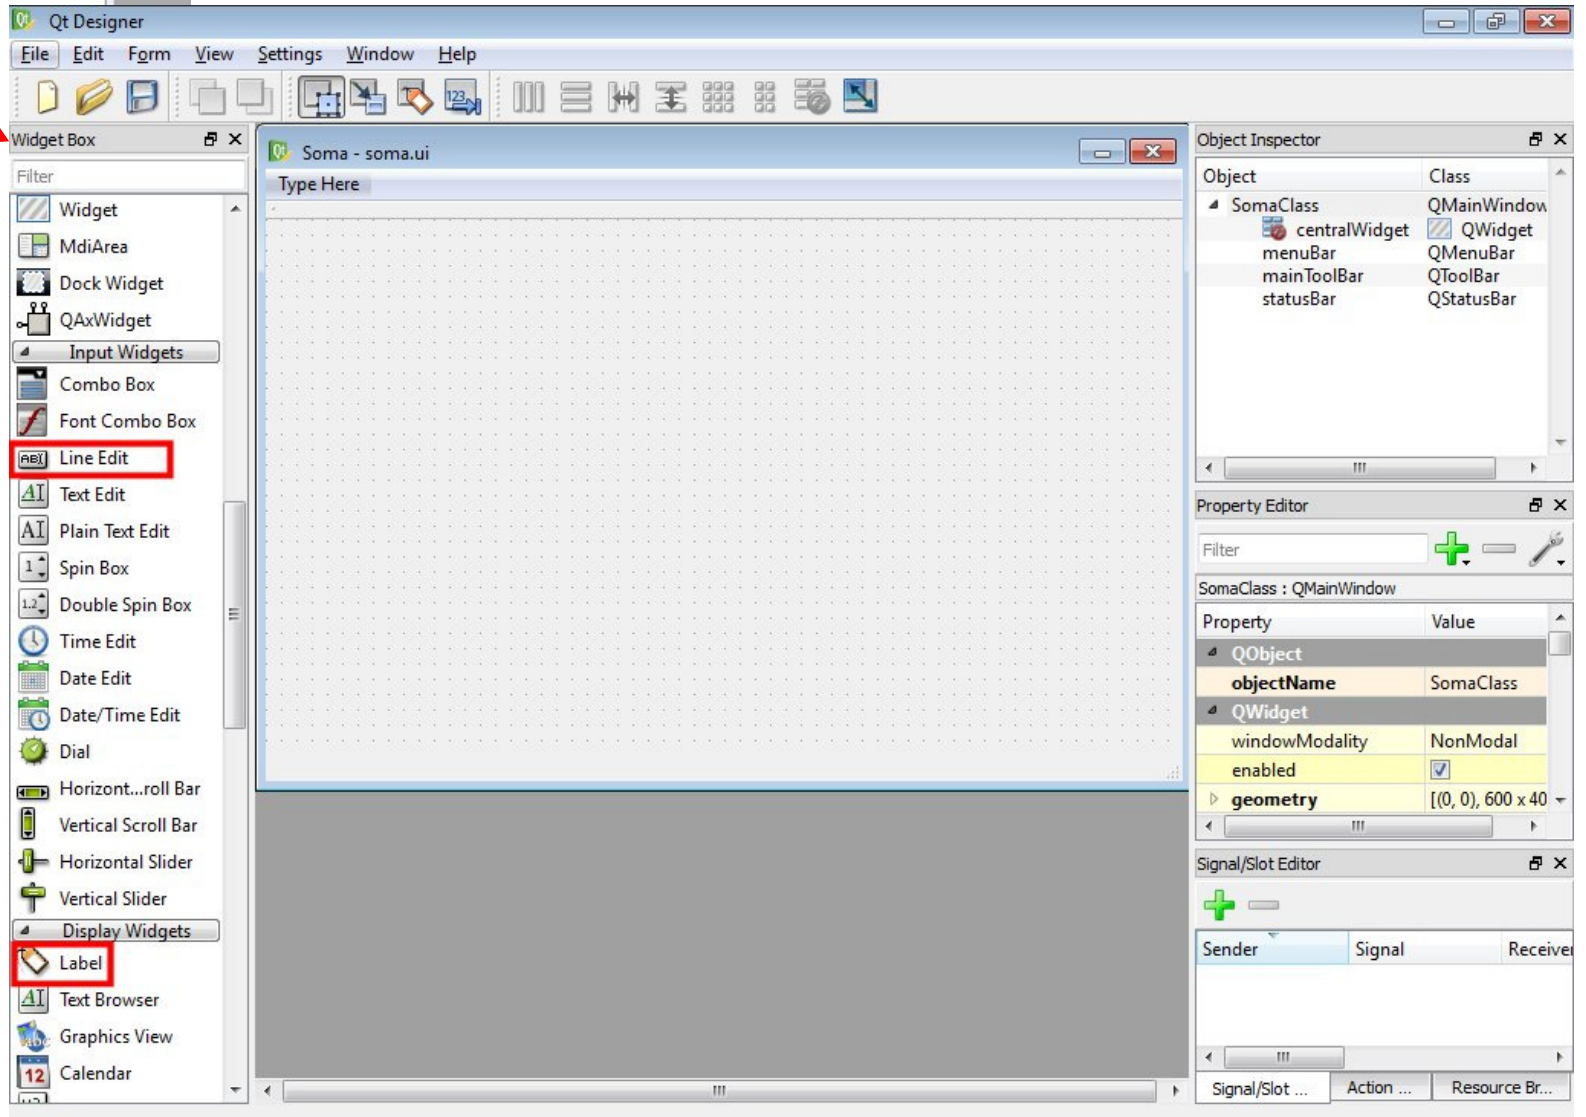 Qt Designer
File Edit Form View Settings Window Help
Widget Box
Filter
Widget
MdiArea
Dock Widget
QAxWidget
Input Widgets
Combo Box
Font Combo Box
Line Edit
Text Edit
Plain Text Edit
Spin Box
Double Spin Box
Time Edit
Date Edit
Date/Time Edit
Dial
Horizont...roll Bar
Vertical Scroll Bar
Horizontal Slider
Vertical Slider
Display Widgets
Label
Text Browser
Graphics View
Calendar
Soma - soma.ui
Type Here
Object Inspector
Object Class
SomaClass QMainWindow
centralWidget QWidget
menuBar QMenuBar
mainToolBar QToolBar
statusBar QStatusBar
Property Editor
Filter
SomaClass : QMainWindow
Property Value
QObject
objectName SomaClass
QWidget
windowModality NonModal
enabled
geometry [(0, 0), 600 x 40
Signal/Slot Editor
Sender Signal Receiver
Signal/Slot ... Action ... Resource Br...